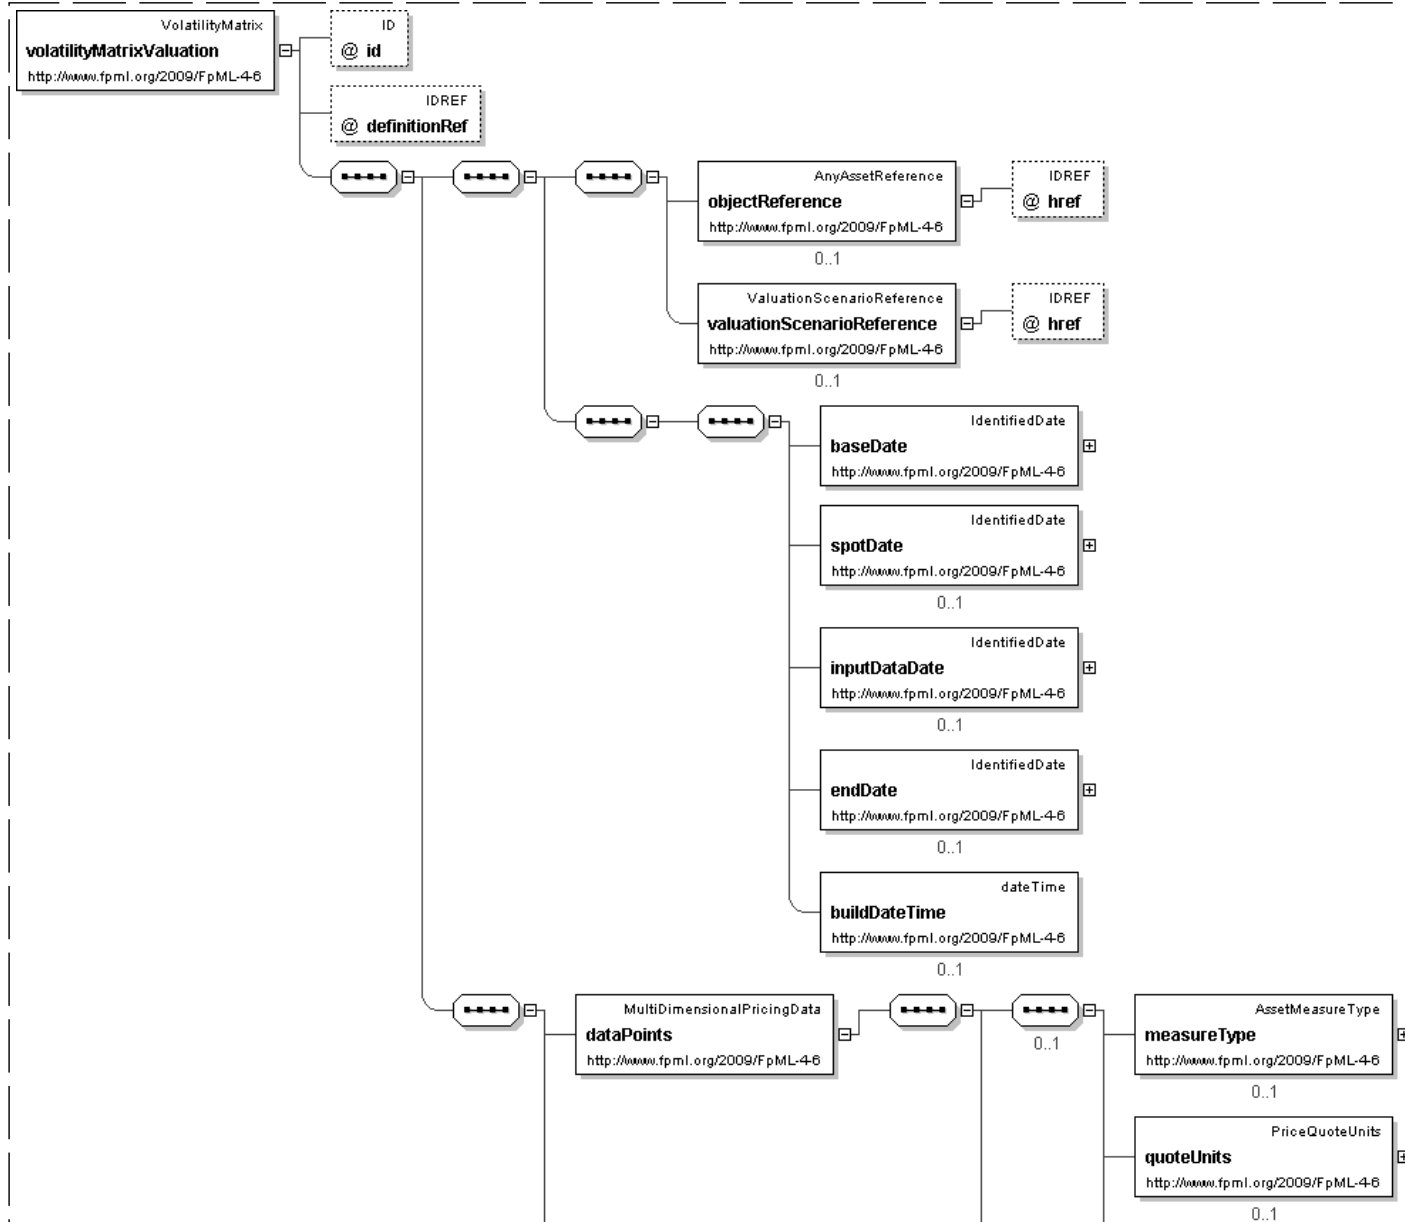 VolatilityMatrix
volatilityMatrixValuation
http://www.fpml.org/2009/FpML-4-6
ID
@ id
IDREF
@ definitionRef
AnyAssetReference
objectReference
http://www.fpml.org/2009/FpML-4-6
0..1
IDREF
@ href
ValuationScenarioReference
valuationScenarioReference
http://www.fpml.org/2009/FpML-4-6
0..1
IDREF
@ href
IdentifiedDate
baseDate
http://www.fpml.org/2009/FpML-4-6
IdentifiedDate
spotDate
http://www.fpml.org/2009/FpML-4-6
0..1
IdentifiedDate
inputDataDate
http://www.fpml.org/2009/FpML-4-6
0..1
IdentifiedDate
endDate
http://www.fpml.org/2009/FpML-4-6
0..1
dateTime
buildDateTime
http://www.fpml.org/2009/FpML-4-6
0..1
MultiDimensionalPricingData
dataPoints
http://www.fpml.org/2009/FpML-4-6
0..1
AssetMeasureType
measureType
http://www.fpml.org/2009/FpML-4-6
0..1
PriceQuoteUnits
quoteUnits
http://www.fpml.org/2009/FpML-4-6
0..1